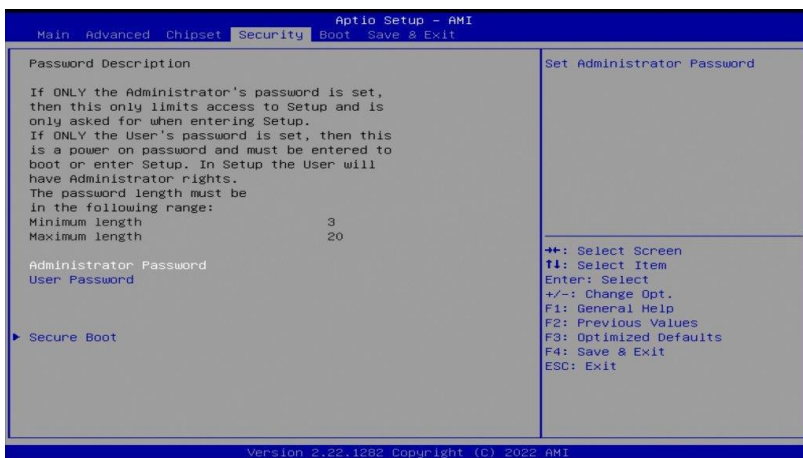 Aptio Setup – AMI
Main Advanced Chipset Security Boot Save & Exit
Password Description
If ONLY the Administrator's password is set,
then this only limits access to Setup and is
only asked for when entering Setup.
If ONLY the User's password is set, then this
is a power on password and must be entered to
boot or enter Setup. In Setup the User will
have Administrator rights.
The password length must be
in the following range:
Minimum length 3
Maximum length 20
Administrator Password
User Password
Secure Boot
Set Administrator Password
→←: Select Screen
↑↓: Select Item
Enter: Select
+/-: Change Opt.
F1: General Help
F2: Previous Values
F3: Optimized Defaults
F4: Save & Exit
ESC: Exit
Version 2.22.1282 Copyright (C) 2022 AMI